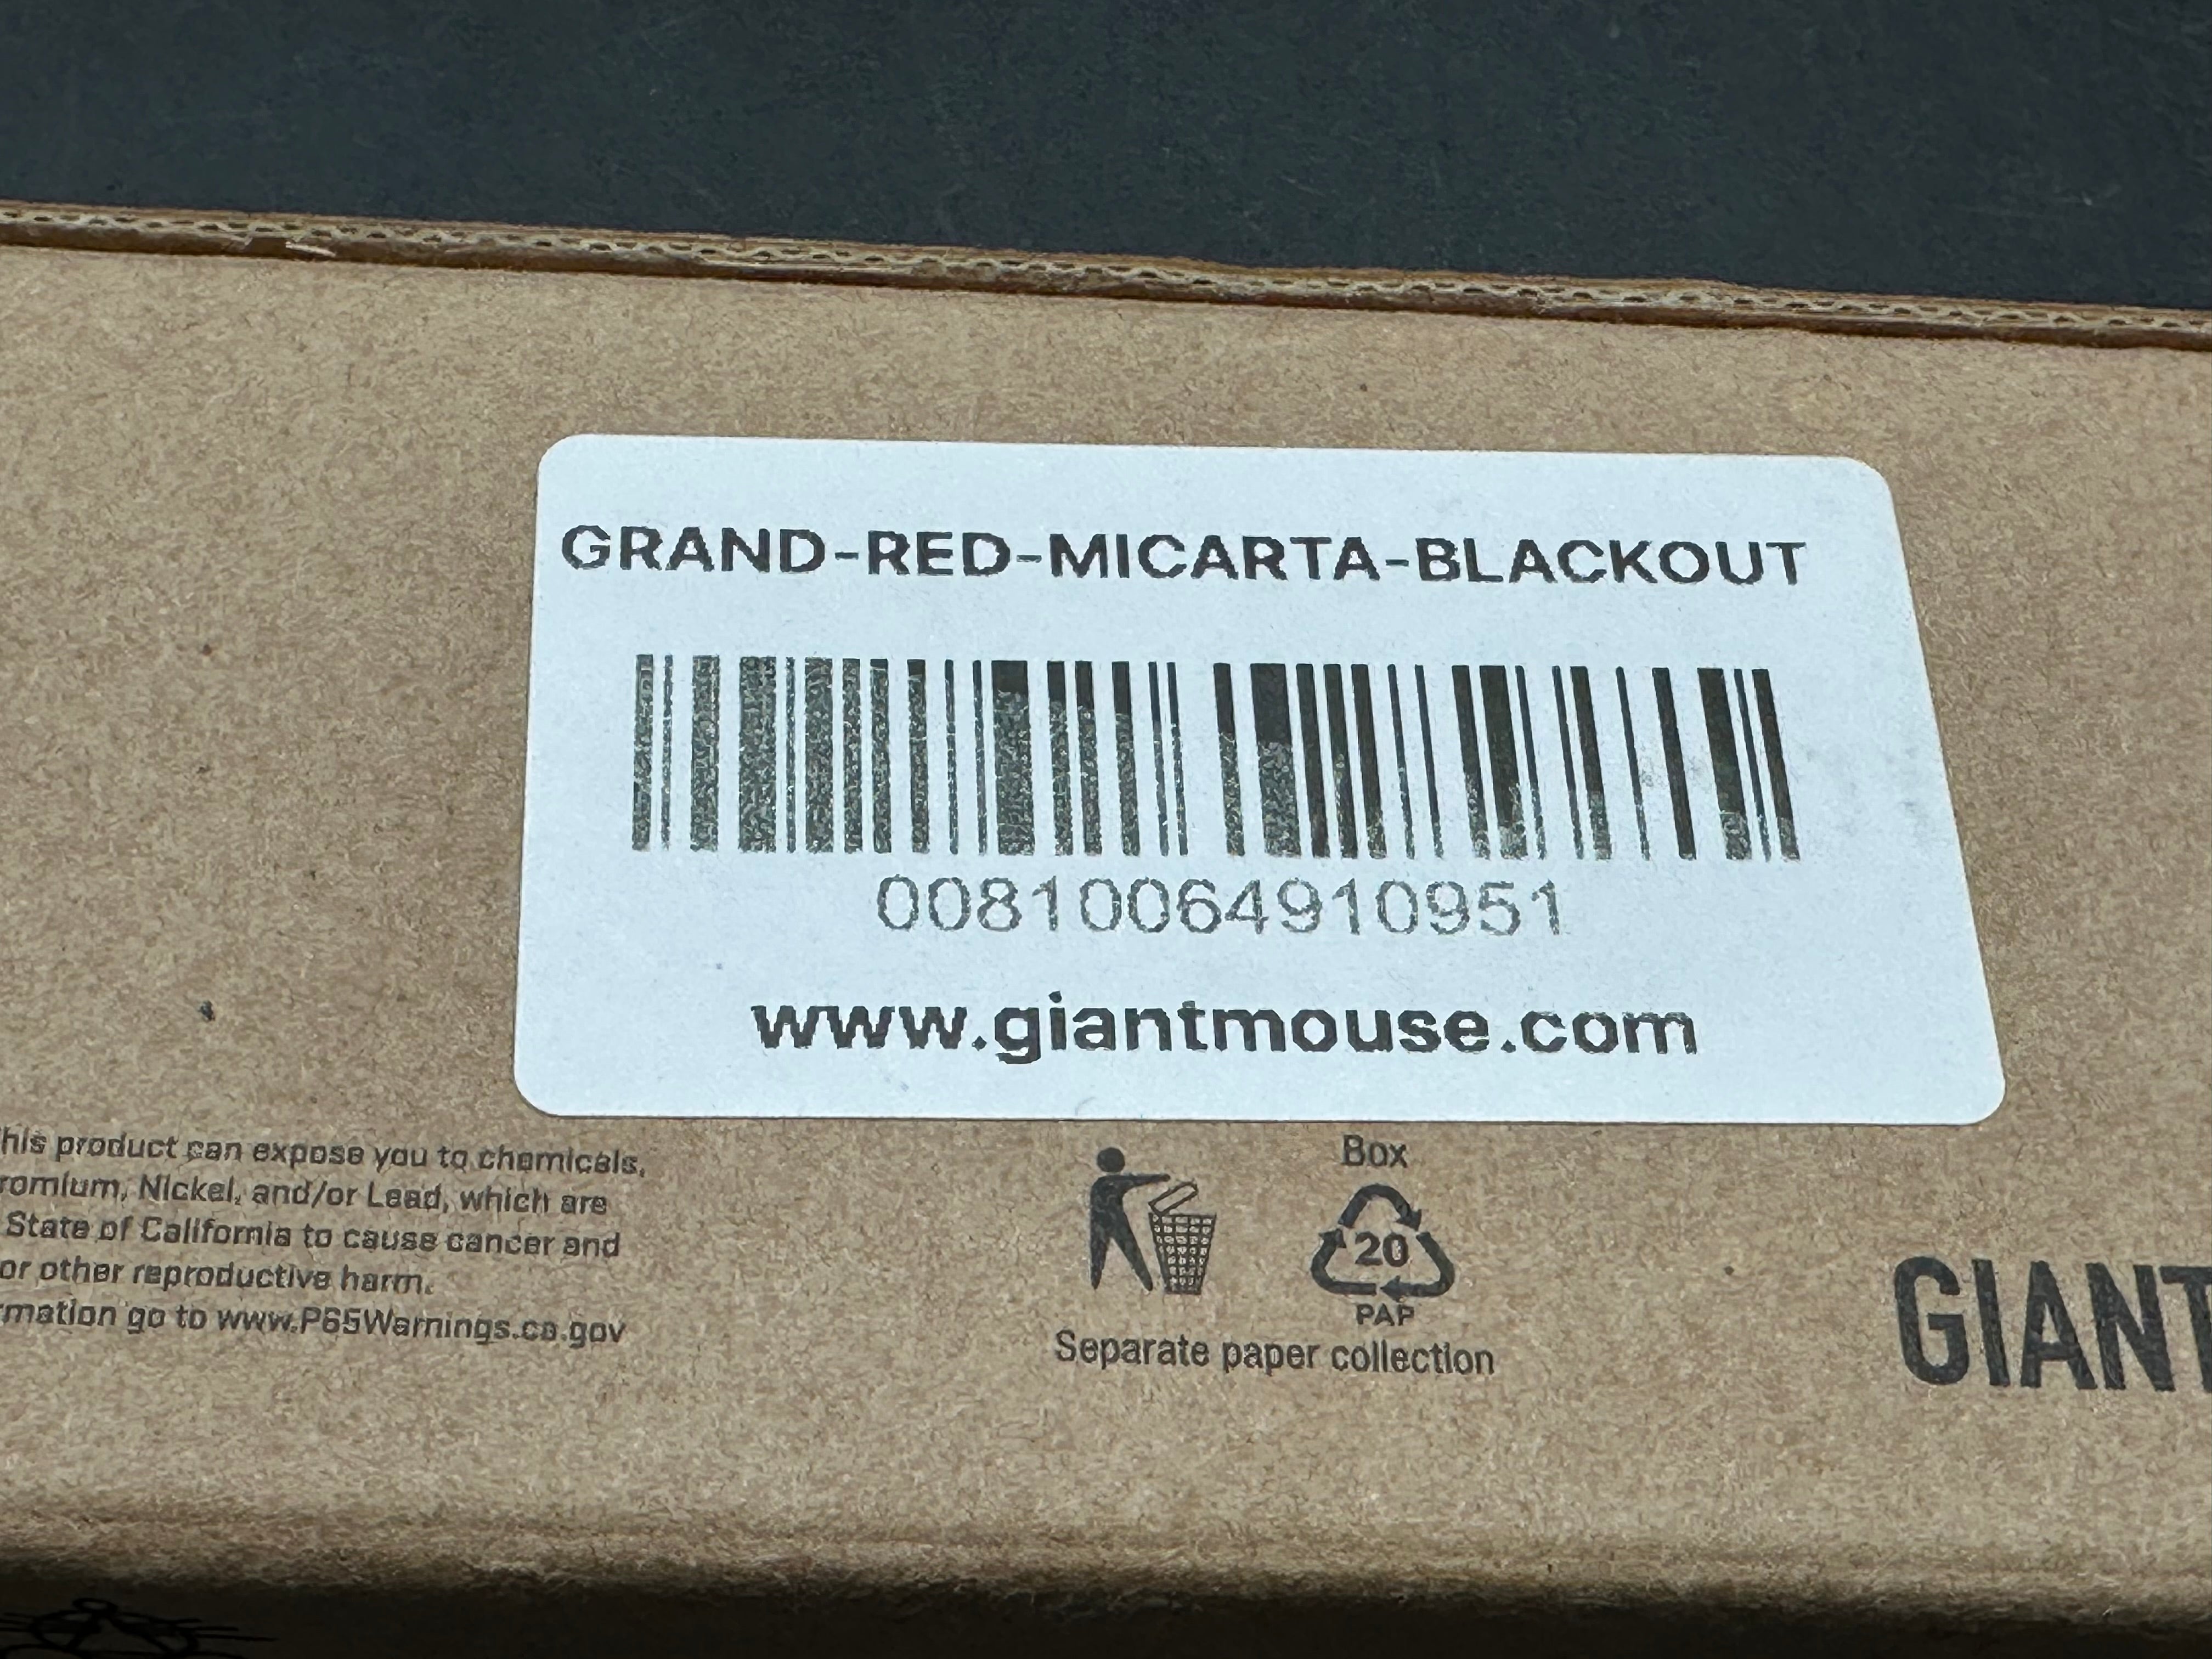 GRAND-RED-MICARTA-BLACKOUT
00810064910951
www.giantmouse.com
his product can expose you to chemicals,
romium, Nickel, and/or Lead, which are
State of California to cause cancer and
or other reproductive harm.
rmation go to www.P65Warnings.ca.gov
Box
20
PAP
Separate paper collection
GIANT